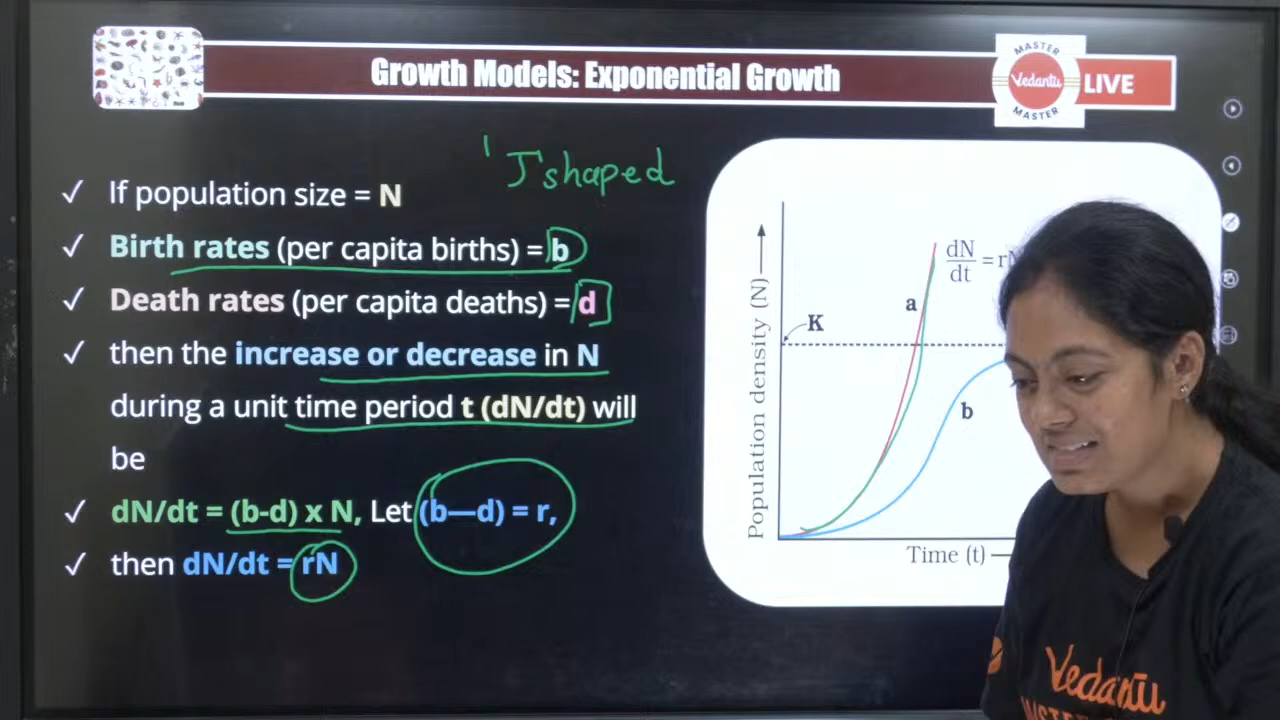 Growth Models: Exponential Growth
MASTER
Vedantu
MASTER
LIVE
'J' shaped
✓ If population size = N
✓ Birth rates (per capita births) = b
✓ Death rates (per capita deaths) = d
✓ then the increase or decrease in N
during a unit time period t (dN/dt) will
be
✓ dN/dt = (b-d) x N, Let (b—d) = r,
✓ then dN/dt = rN
Population density (N)
K
a
dN
dt
= rN
b
Time (t)
Vedantu